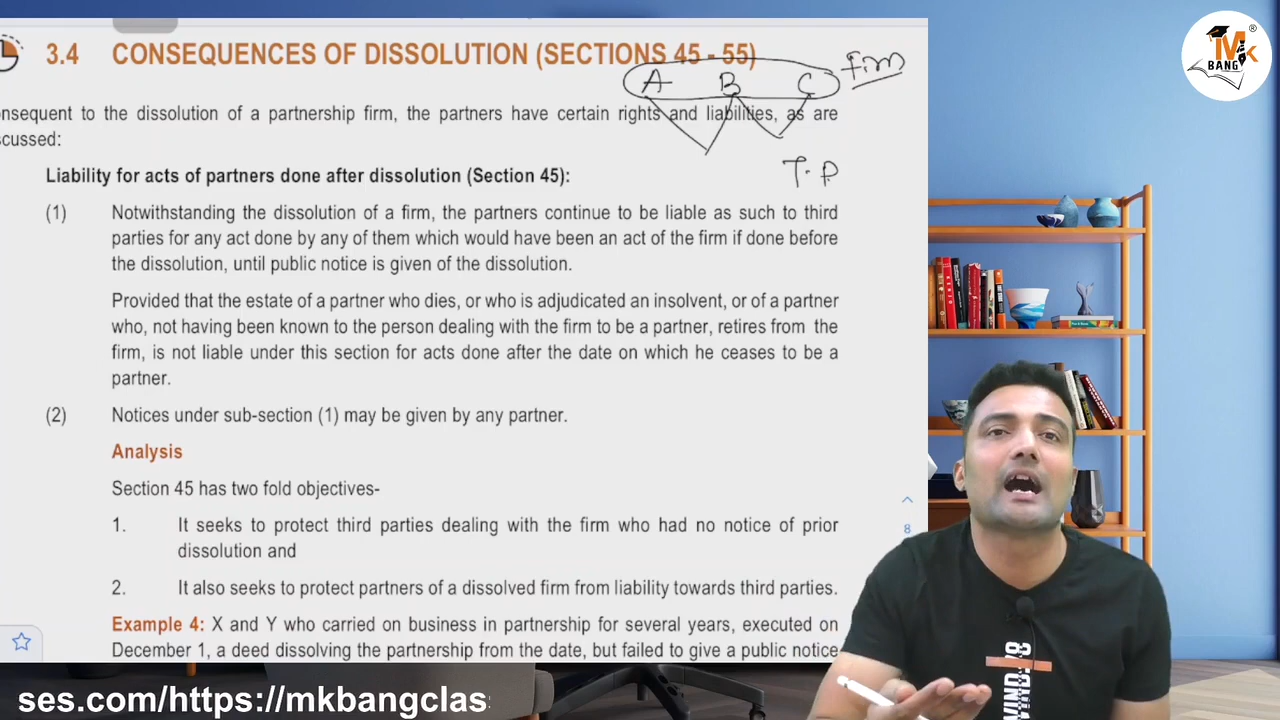 3.4 CONSEQUENCES OF DISSOLUTION (SECTIONS 45 - 55)
A B C firm
nsequent to the dissolution of a partnership firm, the partners have certain rights and liabilities, as are
scussed:
T.P
Liability for acts of partners done after dissolution (Section 45):
(1) Notwithstanding the dissolution of a firm, the partners continue to be liable as such to third
parties for any act done by any of them which would have been an act of the firm if done before
the dissolution, until public notice is given of the dissolution.
Provided that the estate of a partner who dies, or who is adjudicated an insolvent, or of a partner
who, not having been known to the person dealing with the firm to be a partner, retires from the
firm, is not liable under this section for acts done after the date on which he ceases to be a
partner.
(2) Notices under sub-section (1) may be given by any partner.
Analysis
Section 45 has two fold objectives-
1. It seeks to protect third parties dealing with the firm who had no notice of prior
dissolution and
2. It also seeks to protect partners of a dissolved firm from liability towards third parties.
Example 4: X and Y who carried on business in partnership for several years, executed on
December 1, a deed dissolving the partnership from the date, but failed to give a public notice
8
MK
BANG
®
ses.com/https://mkbangclas